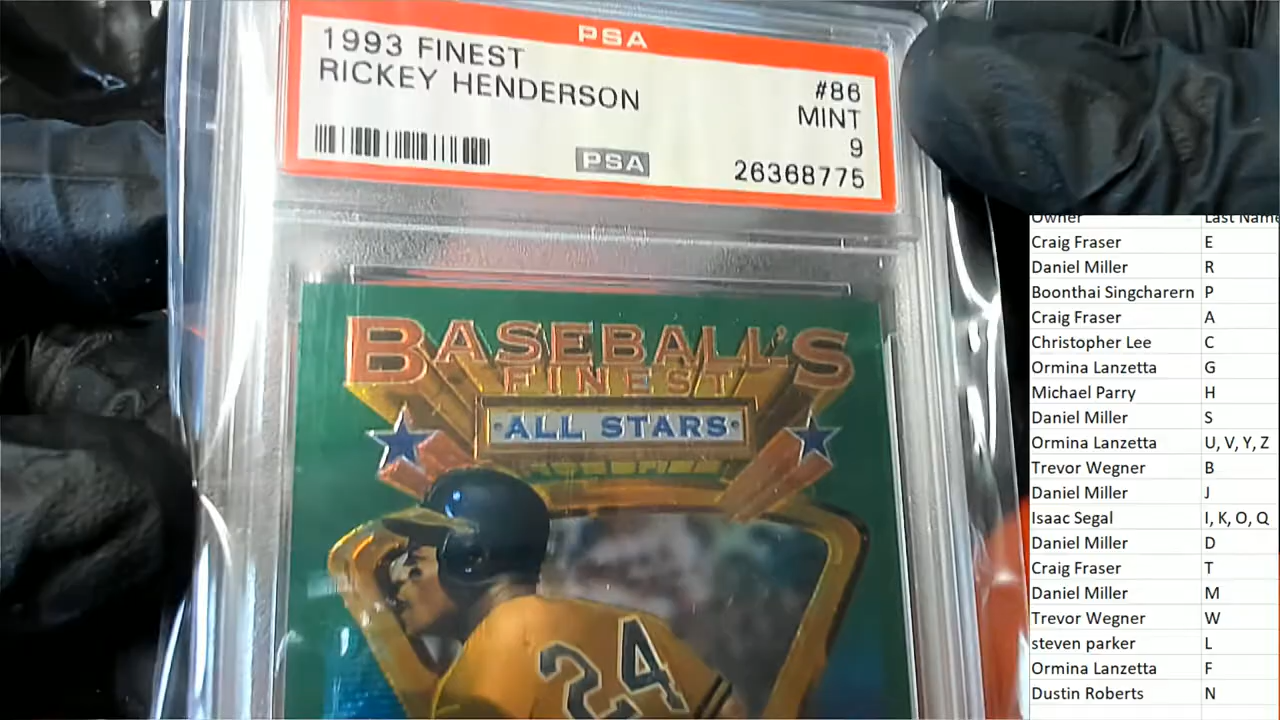 PSA
1993 FINEST
RICKEY HENDERSON
#86
MINT
9
PSA
26368775
BASEBALL'S
FINEST
ALL STARS
24
Owner Last Name
Craig Fraser E
Daniel Miller R
Boonthai Singcharern P
Craig Fraser A
Christopher Lee C
Ormina Lanzetta G
Michael Parry H
Daniel Miller S
Ormina Lanzetta U, V, Y, Z
Trevor Wegner B
Daniel Miller J
Isaac Segal I, K, O, Q
Daniel Miller D
Craig Fraser T
Daniel Miller M
Trevor Wegner W
steven parker L
Ormina Lanzetta F
Dustin Roberts N